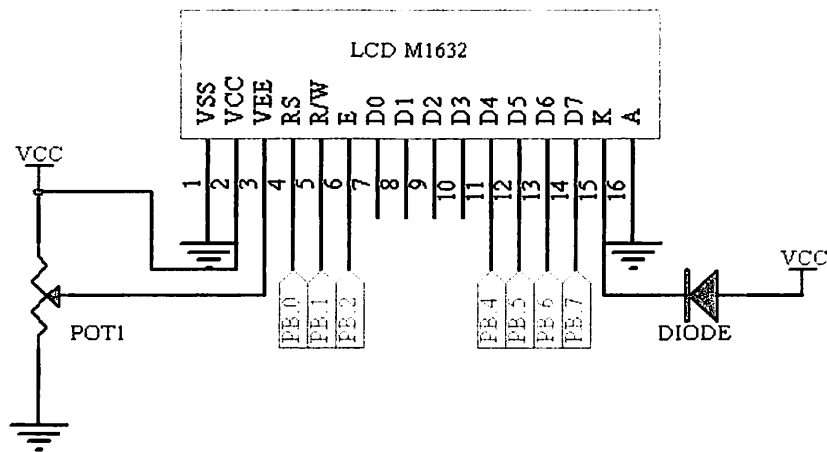 LCD M1632
VSS VCC VEE RS R/W E D0 D1 D2 D3 D4 D5 D6 D7 K A
1 2 3 4 5 6 7 8 9 10 11 12 13 14 15 16
VCC
POT1
PB.0 PB.1 PB.2
PB.4 PB.5 PB.6 PB.7
VCC
DIODE